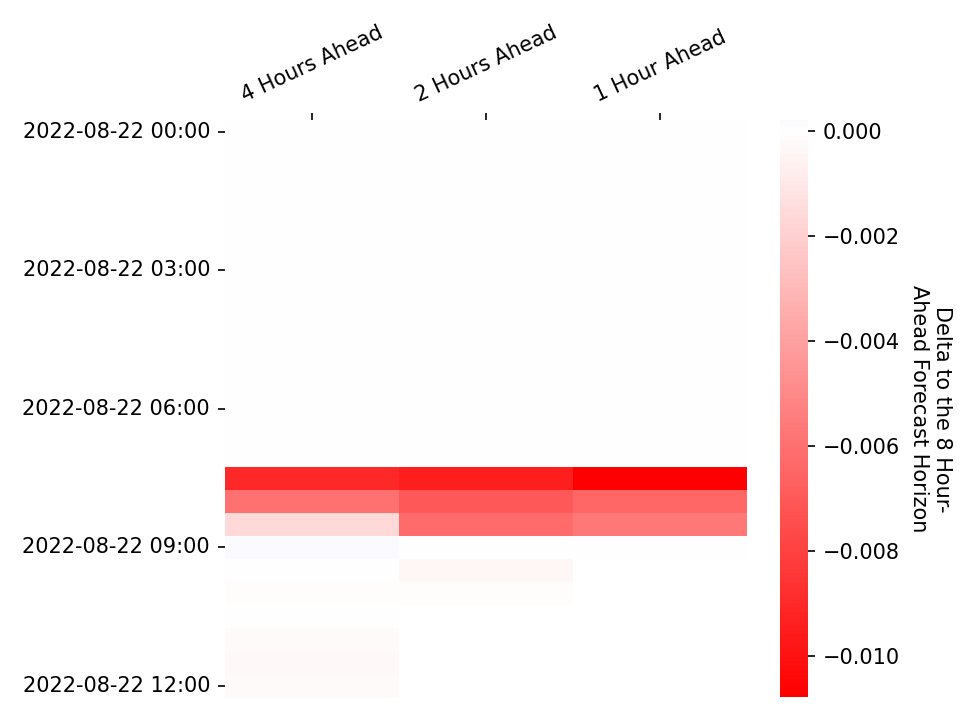 4 Hours Ahead
2 Hours Ahead
1 Hour Ahead
2022-08-22 00:00
2022-08-22 03:00
2022-08-22 06:00
2022-08-22 09:00
2022-08-22 12:00
0.000
−0.002
−0.004
−0.006
−0.008
−0.010
Delta to the 8 Hour-
Ahead Forecast Horizon